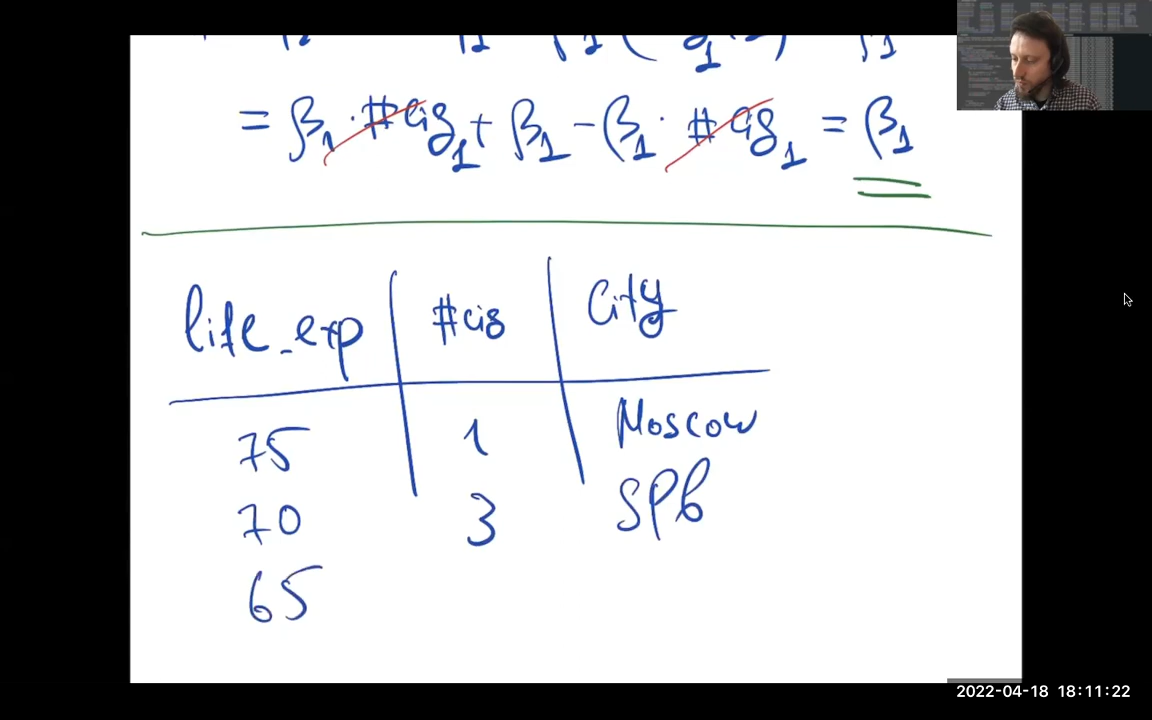 = β₁ · #cig₁ + β₁ - β₁ · #cig₁ = β₁
life_exp #cig City
75 1 Moscow
70 3 SPb
65
2022-04-18 18:11:22